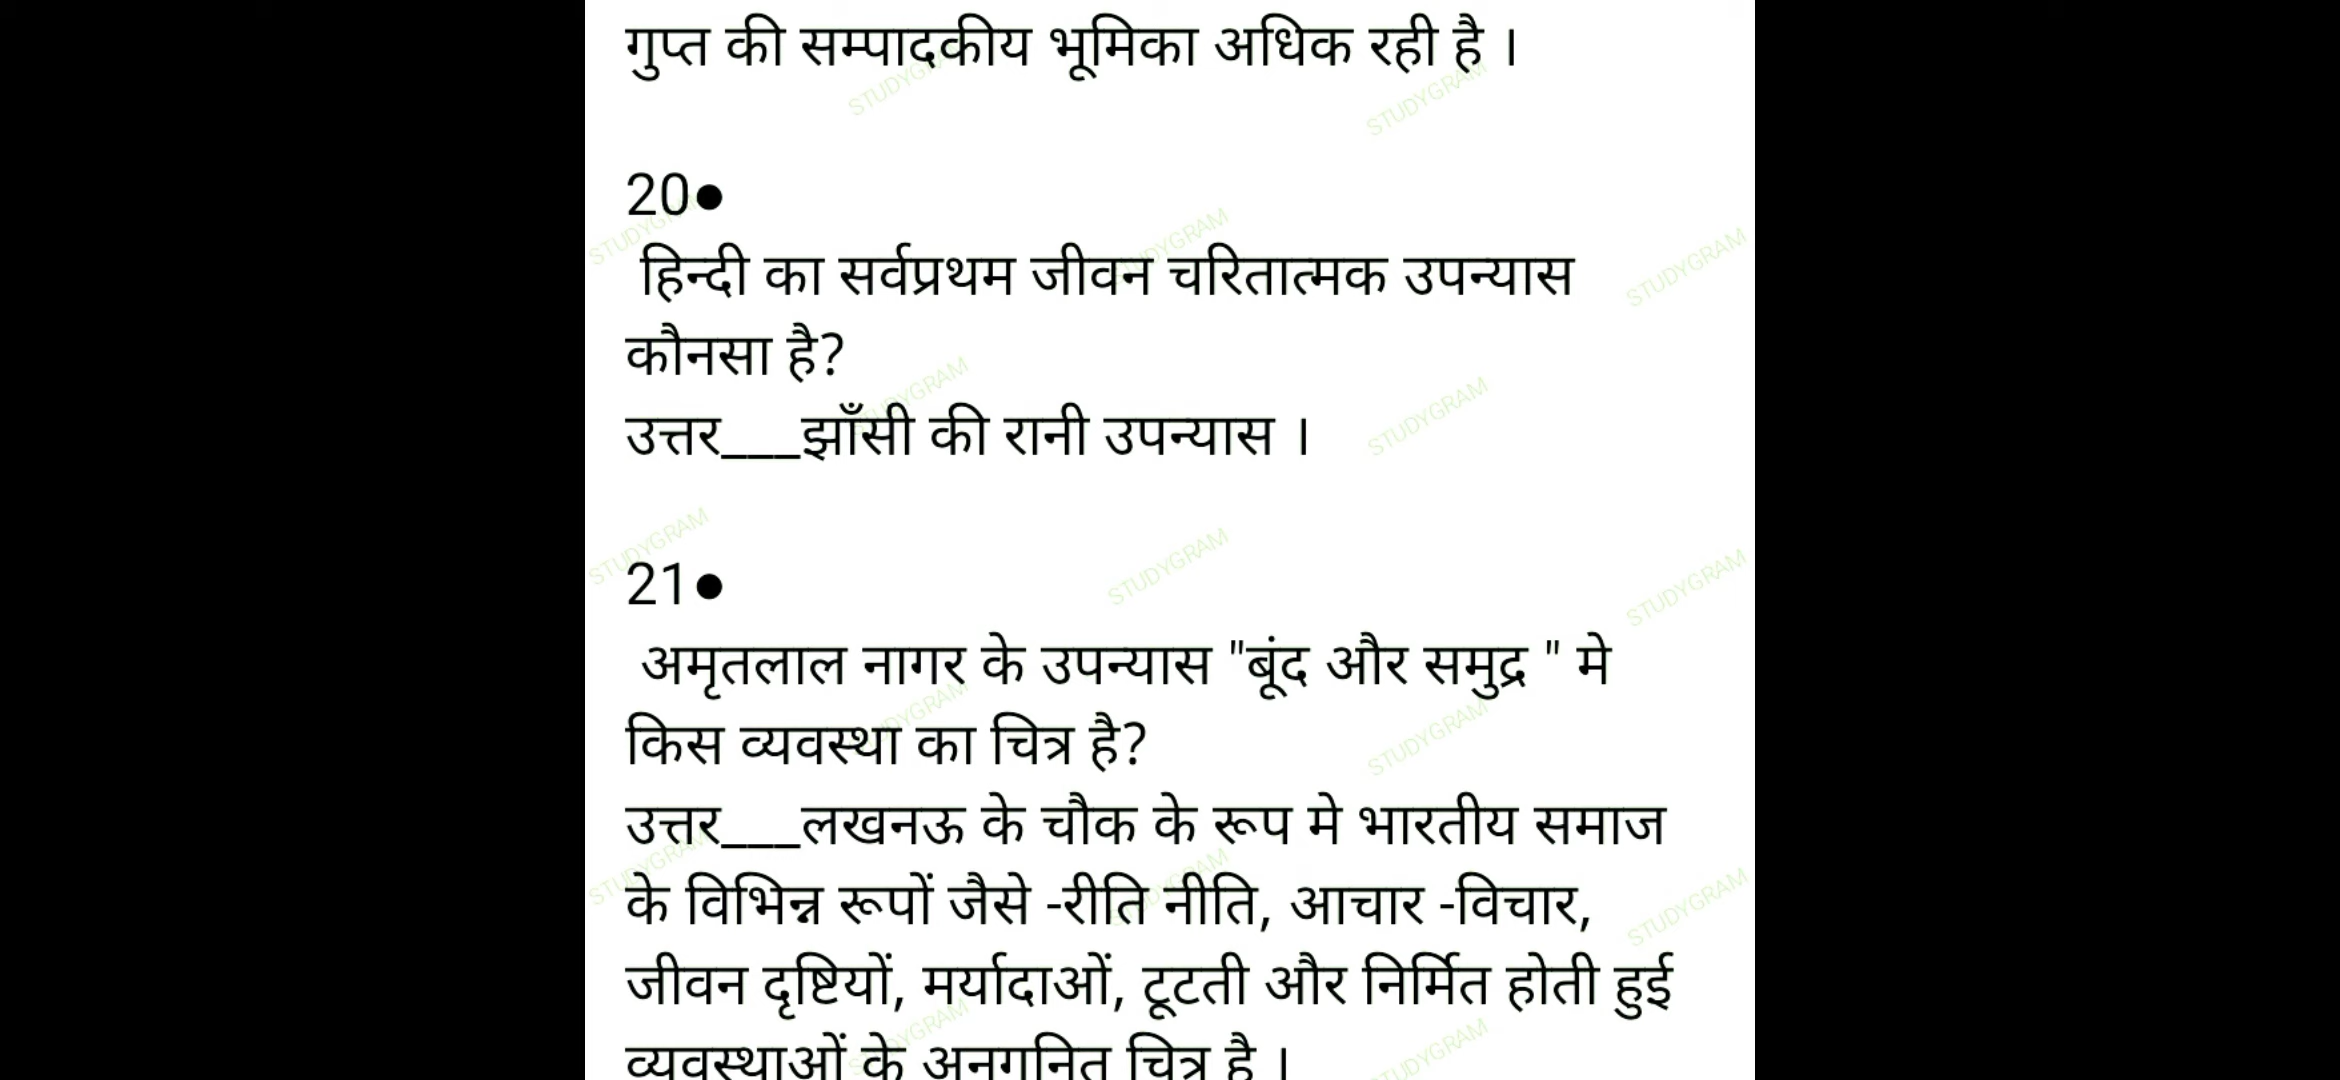 गुप्त की सम्पादकीय भूमिका अधिक रही है ।
20●
हिन्दी का सर्वप्रथम जीवन चरितात्मक उपन्यास
कौनसा है?
उत्तर___झाँसी की रानी उपन्यास ।
21●
अमृतलाल नागर के उपन्यास "बूंद और समुद्र " मे
किस व्यवस्था का चित्र है?
उत्तर___लखनऊ के चौक के रूप मे भारतीय समाज
के विभिन्न रूपों जैसे -रीति नीति, आचार -विचार,
जीवन दृष्टियों, मर्यादाओं, टूटती और निर्मित होती हुई
व्यवस्थाओं के अनगनित चित्र है ।
STUDYGRAM